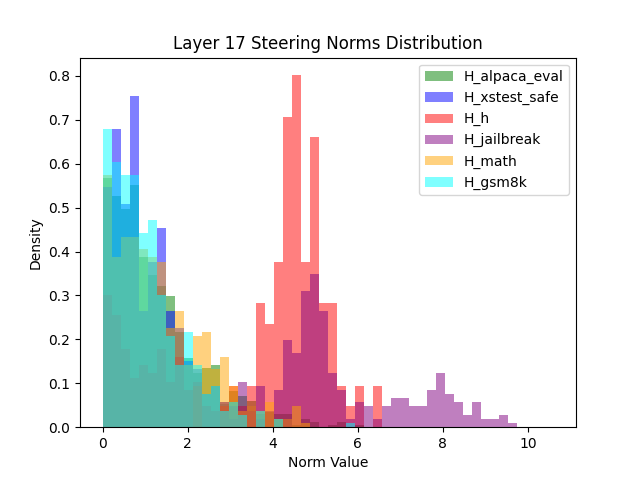 Layer 17 Steering Norms Distribution
Density
0.8
0.7
0.6
0.5
0.4
0.3
0.2
0.1
0.0
H_alpaca_eval
H_xstest_safe
H_h
H_jailbreak
H_math
H_gsm8k
0 2 4 6 8 10
Norm Value